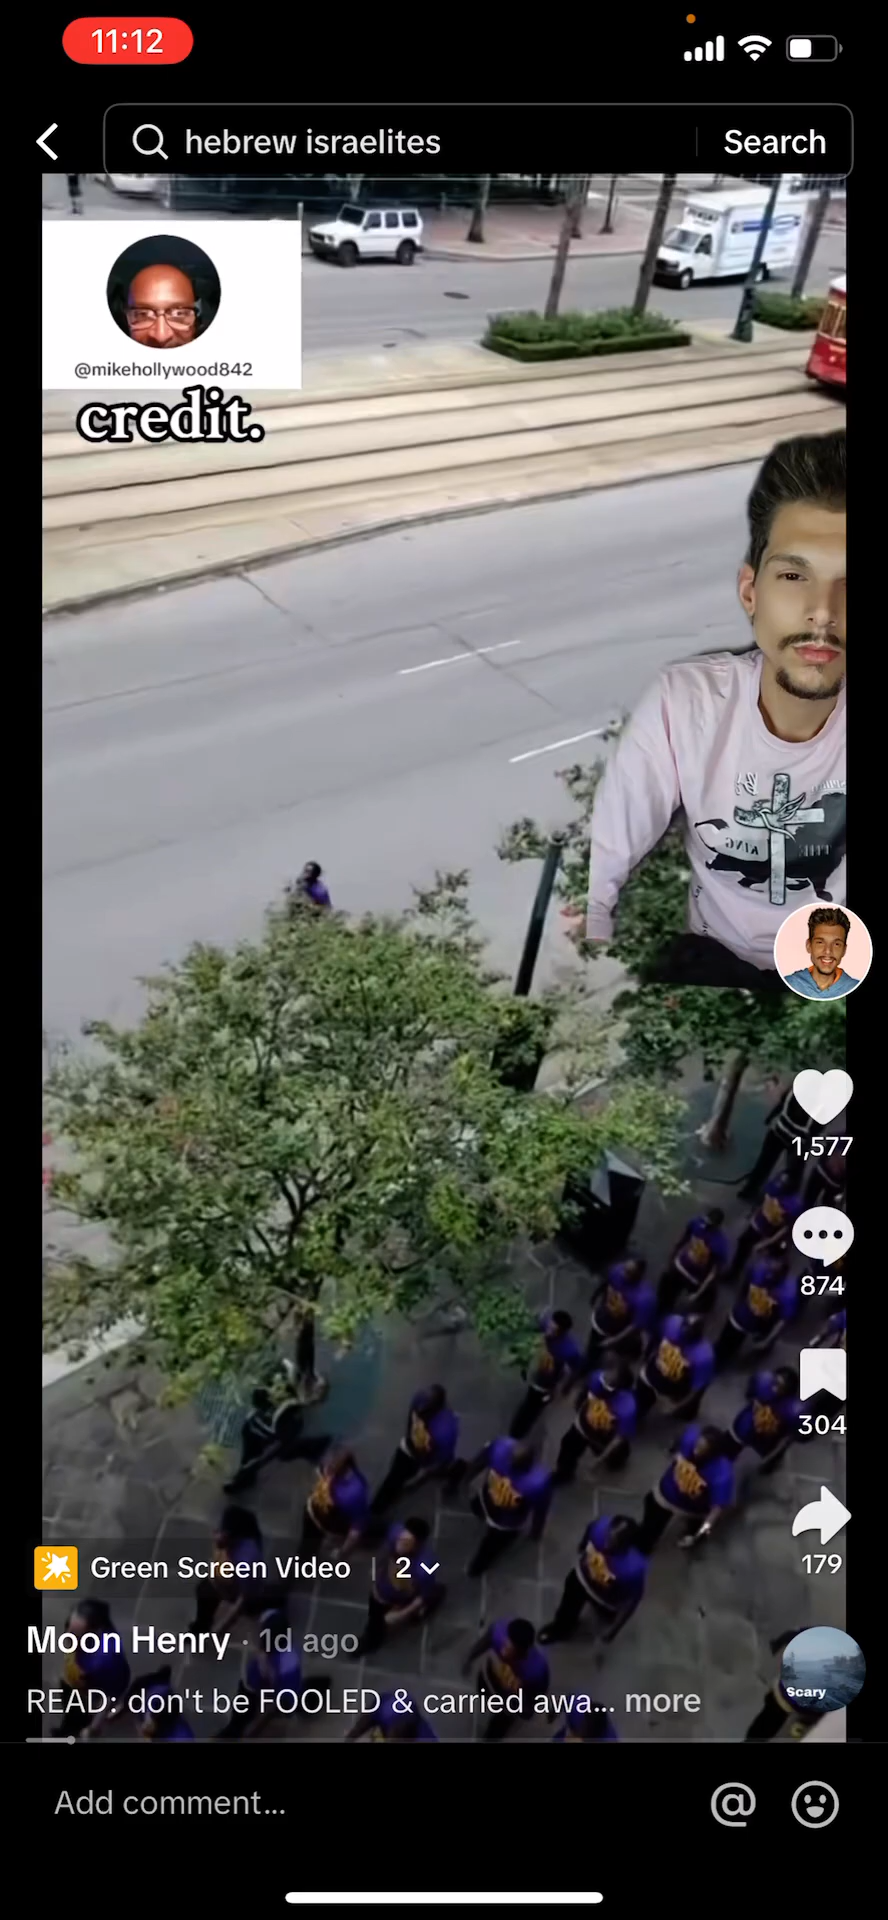 11:12
hebrew israelites
Search
@mikehollywood842
credit.
1,577
874
304
179
Green Screen Video | 2
Moon Henry · 1d ago
READ: don't be FOOLED & carried awa... more
Scary
Add comment...